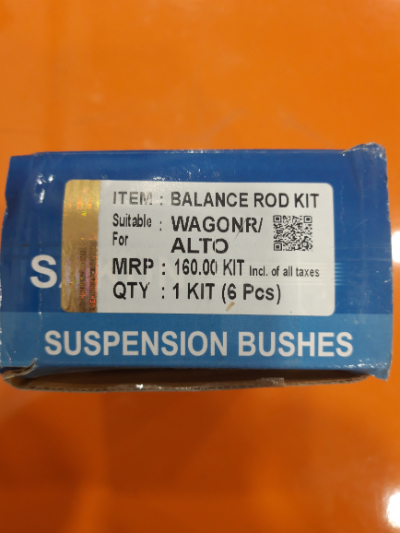 ITEM : BALANCE ROD KIT
Suitable For : WAGONR/
ALTO
MRP : 160.00 KIT Incl. of all taxes
QTY : 1 KIT (6 Pcs)
S
SUSPENSION BUSHES